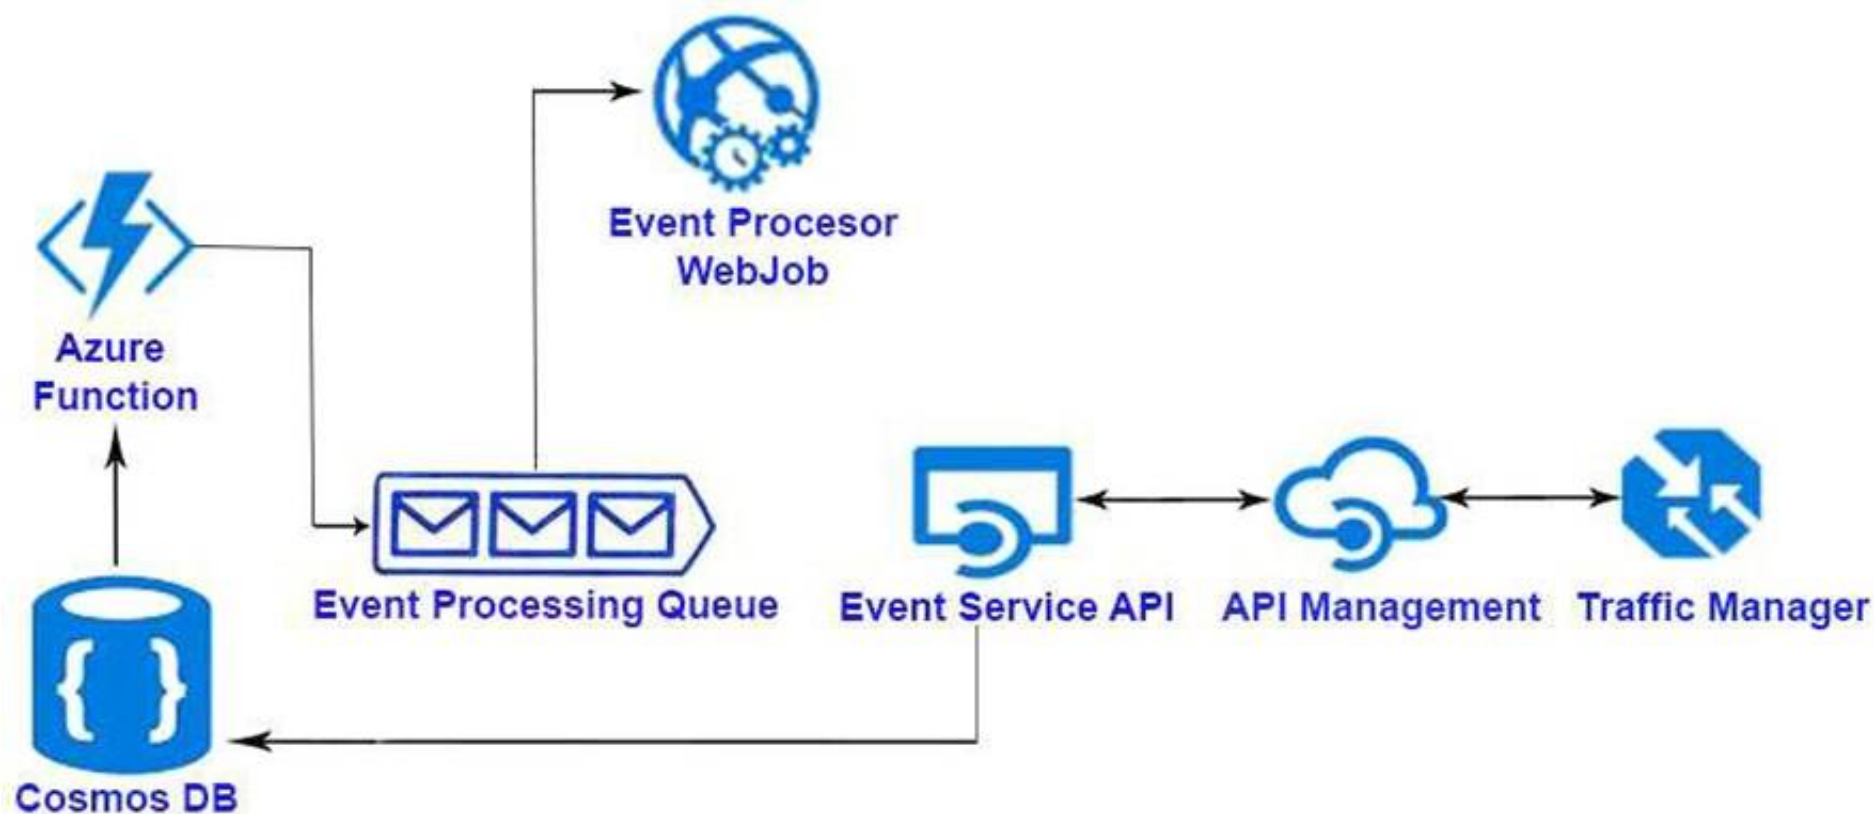 Event Procesor
WebJob
Azure
Function
Event Processing Queue
Event Service API
API Management
Traffic Manager
Cosmos DB